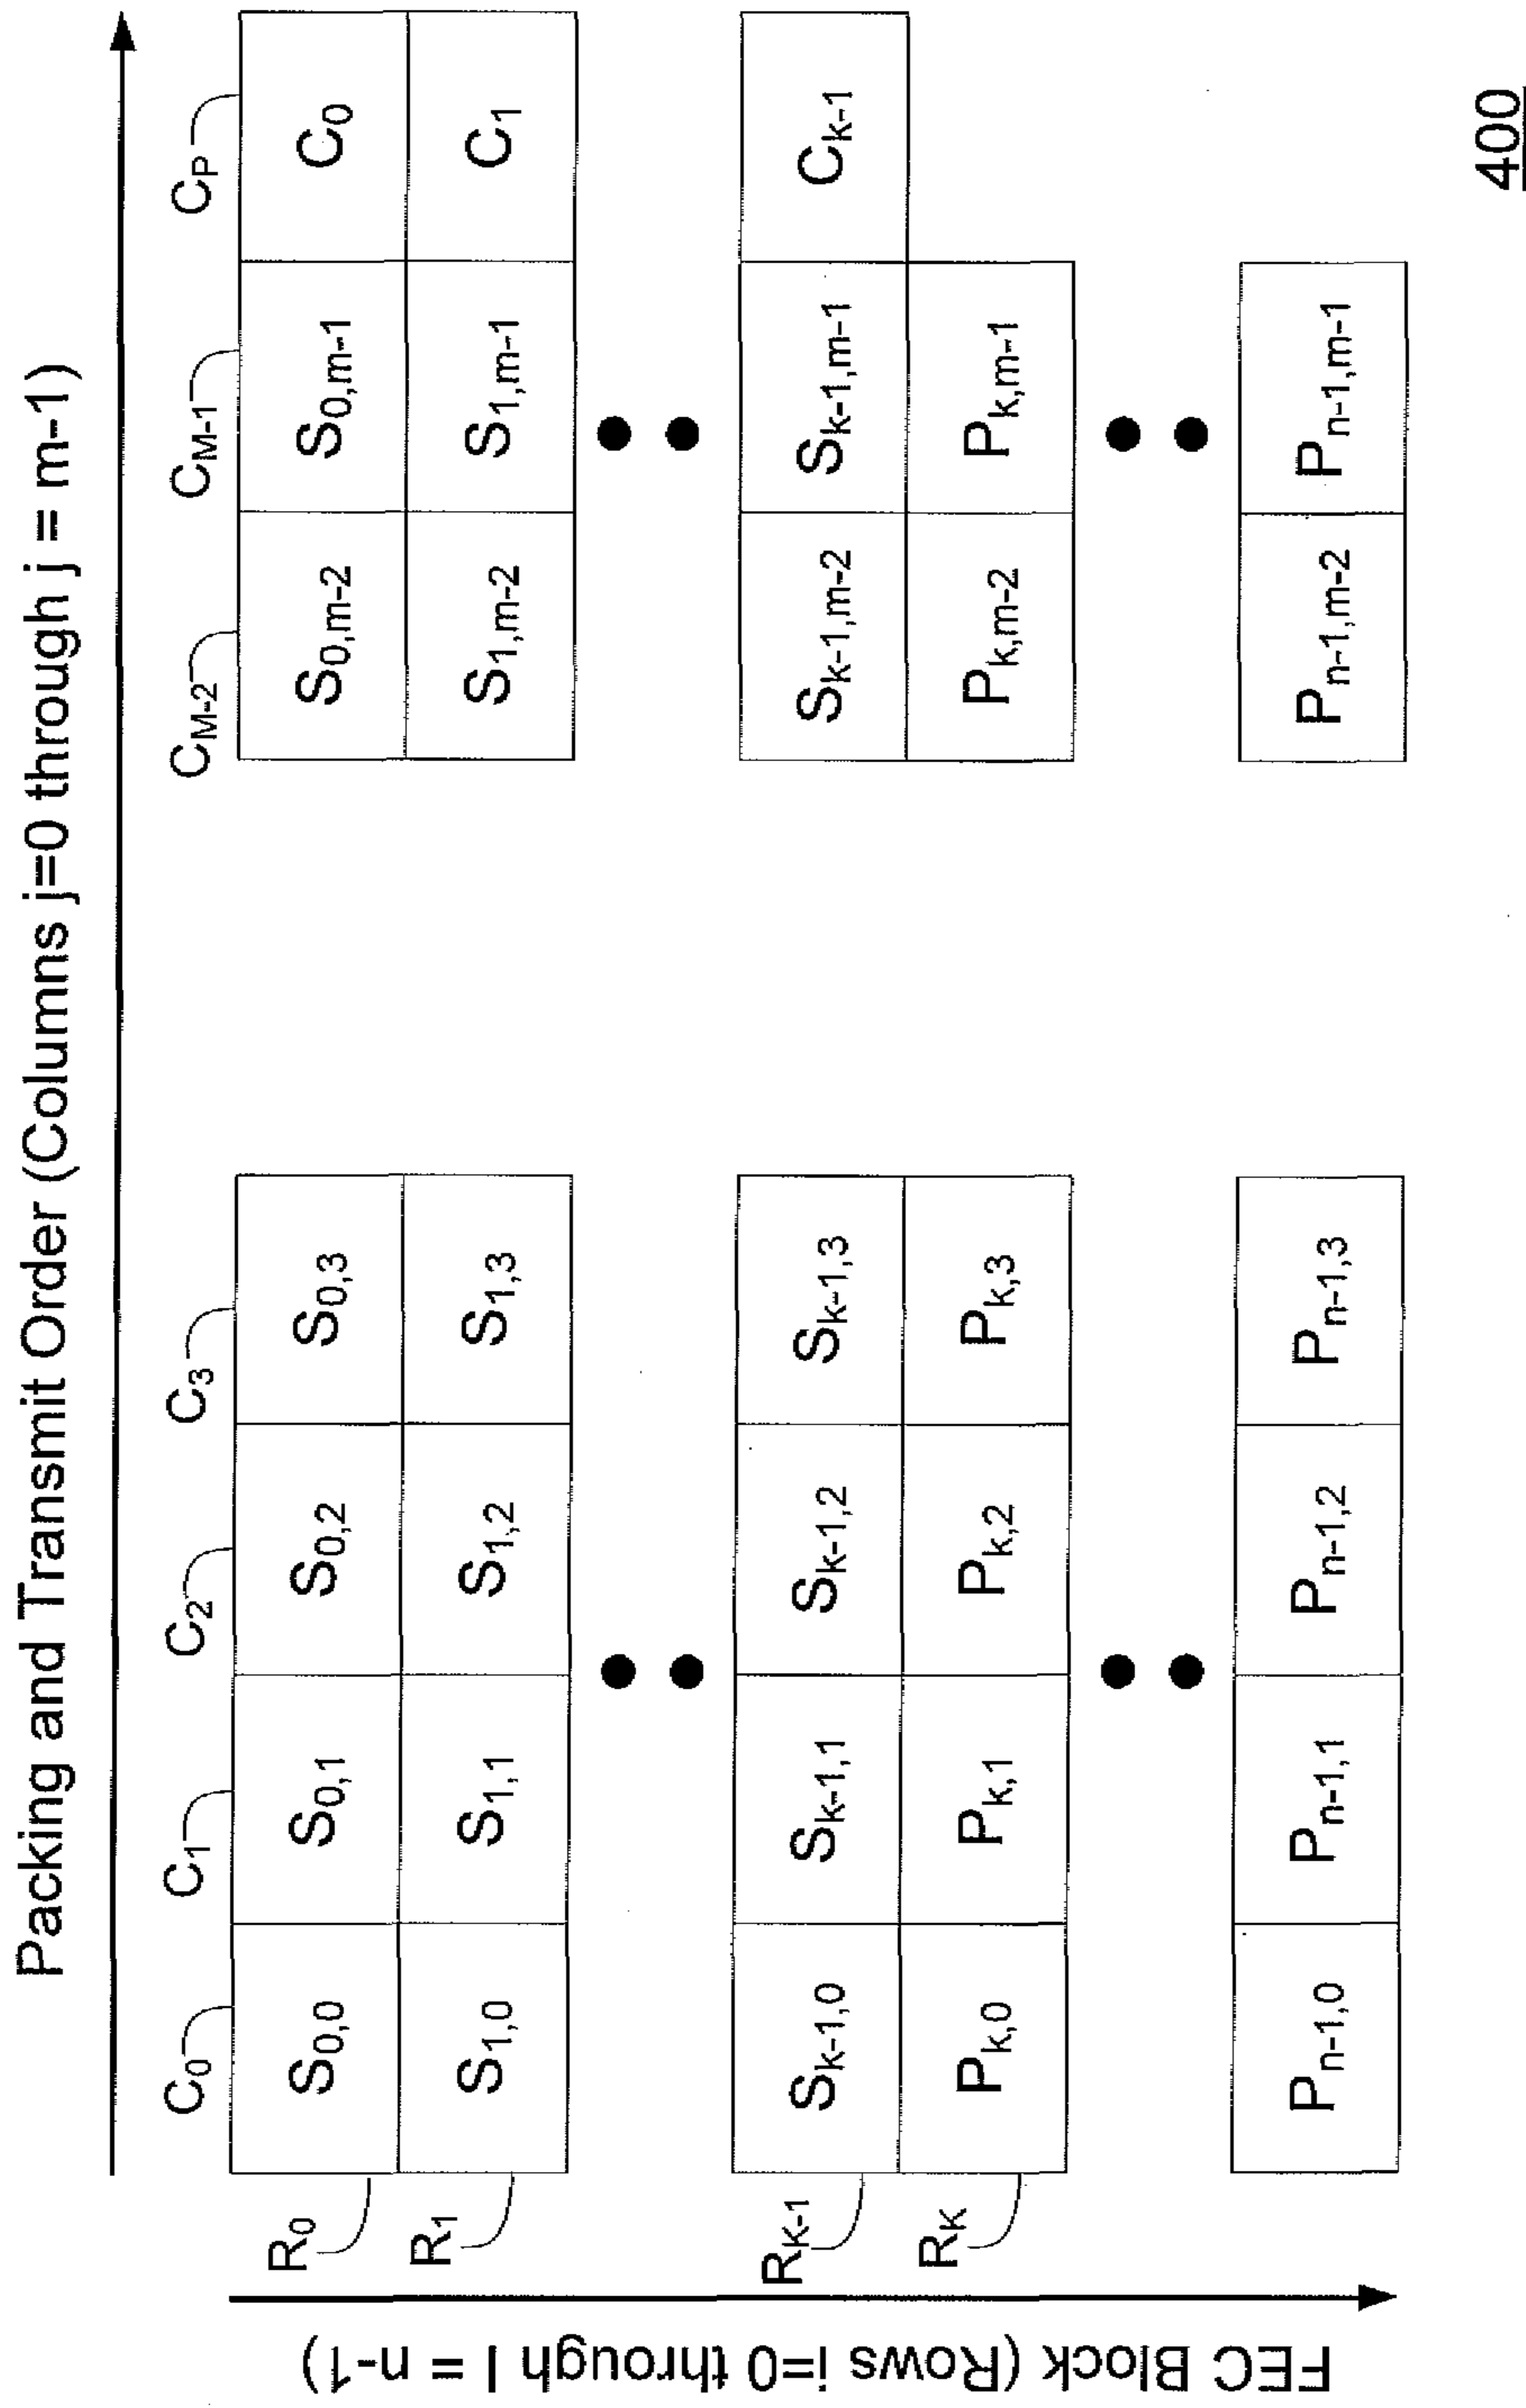 Packing and Transmit Order (Columns j=0 through j = m-1)
C0 C1 C2 C3 CM-2 CM-1 CP
R0 S0,0 S0,1 S0,2 S0,3 S0,m-2 S0,m-1 C0
R1 S1,0 S1,1 S1,2 S1,3 S1,m-2 S1,m-1 C1
RK-1 Sk-1,0 Sk-1,1 Sk-1,2 Sk-1,3 Sk-1,m-2 Sk-1,m-1 Ck-1
RK Pk,0 Pk,1 Pk,2 Pk,3 Pk,m-2 Pk,m-1
Pn-1,0 Pn-1,1 Pn-1,2 Pn-1,3 Pn-1,m-2 Pn-1,m-1
FEC Block (Rows i=0 through I = n-1)
400